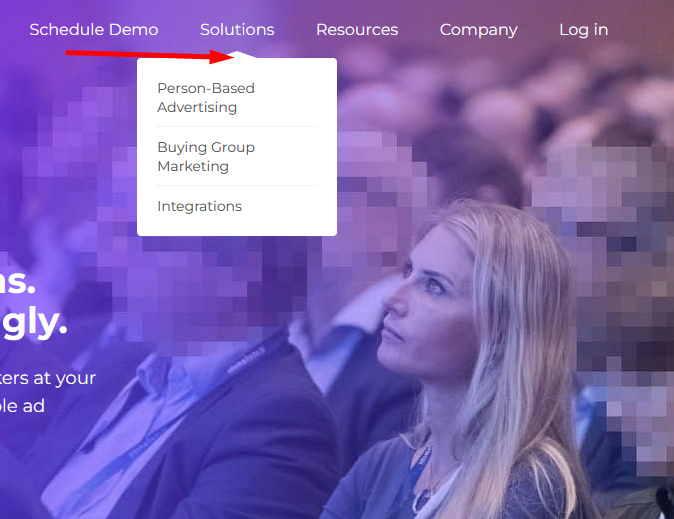 Schedule Demo Solutions Resources Company Log in
Person-Based
Advertising
Buying Group
Marketing
Integrations
ns.
gly.
kers at your
ole ad